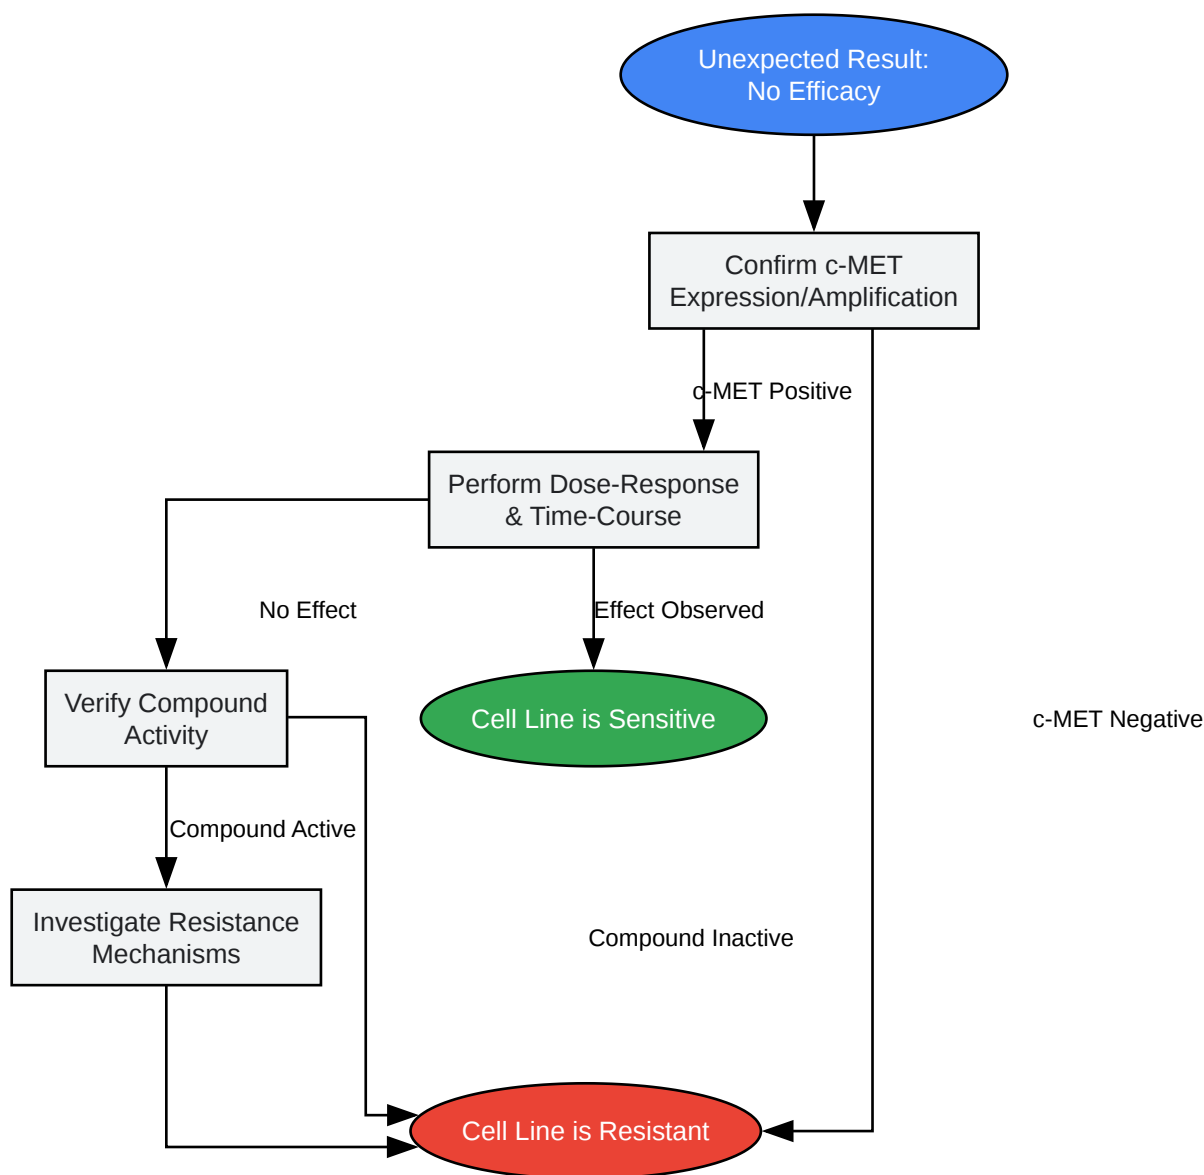 Unexpected Result:
No Efficacy
Confirm c-MET
Expression/Amplification
c-MET Positive
Perform Dose-Response
& Time-Course
No Effect
Effect Observed
Verify Compound
Activity
Cell Line is Sensitive
c-MET Negative
Compound Active
Investigate Resistance
Mechanisms
Compound Inactive
Cell Line is Resistant